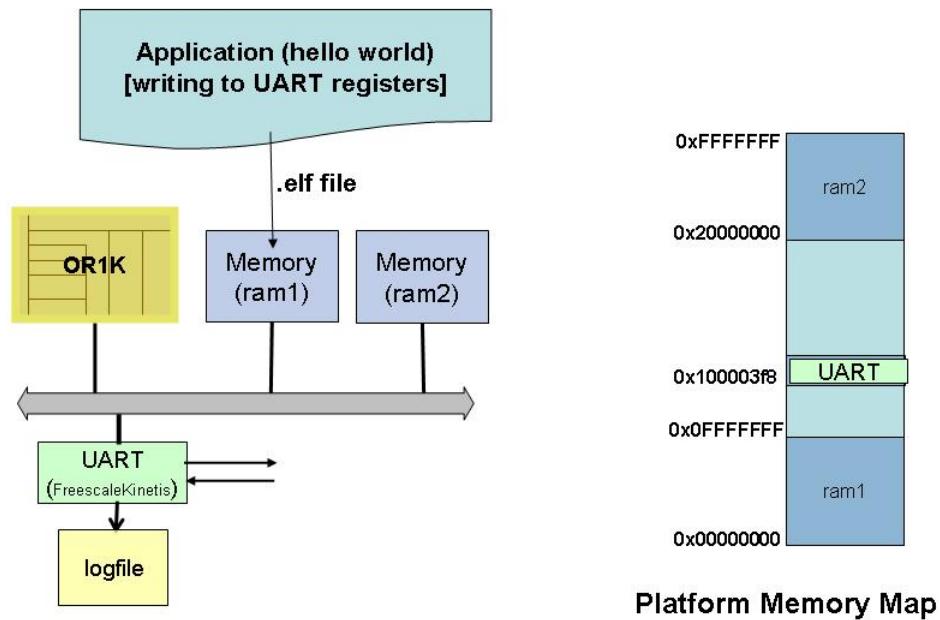 Application (hello world)
[writing to UART registers]
.elf file
OR1K
Memory
(ram1)
Memory
(ram2)
UART
(FreescaleKinetis)
logfile
0xFFFFFFFF
ram2
0x20000000
0x100003f8
UART
0x0FFFFFFF
ram1
0x00000000
Platform Memory Map